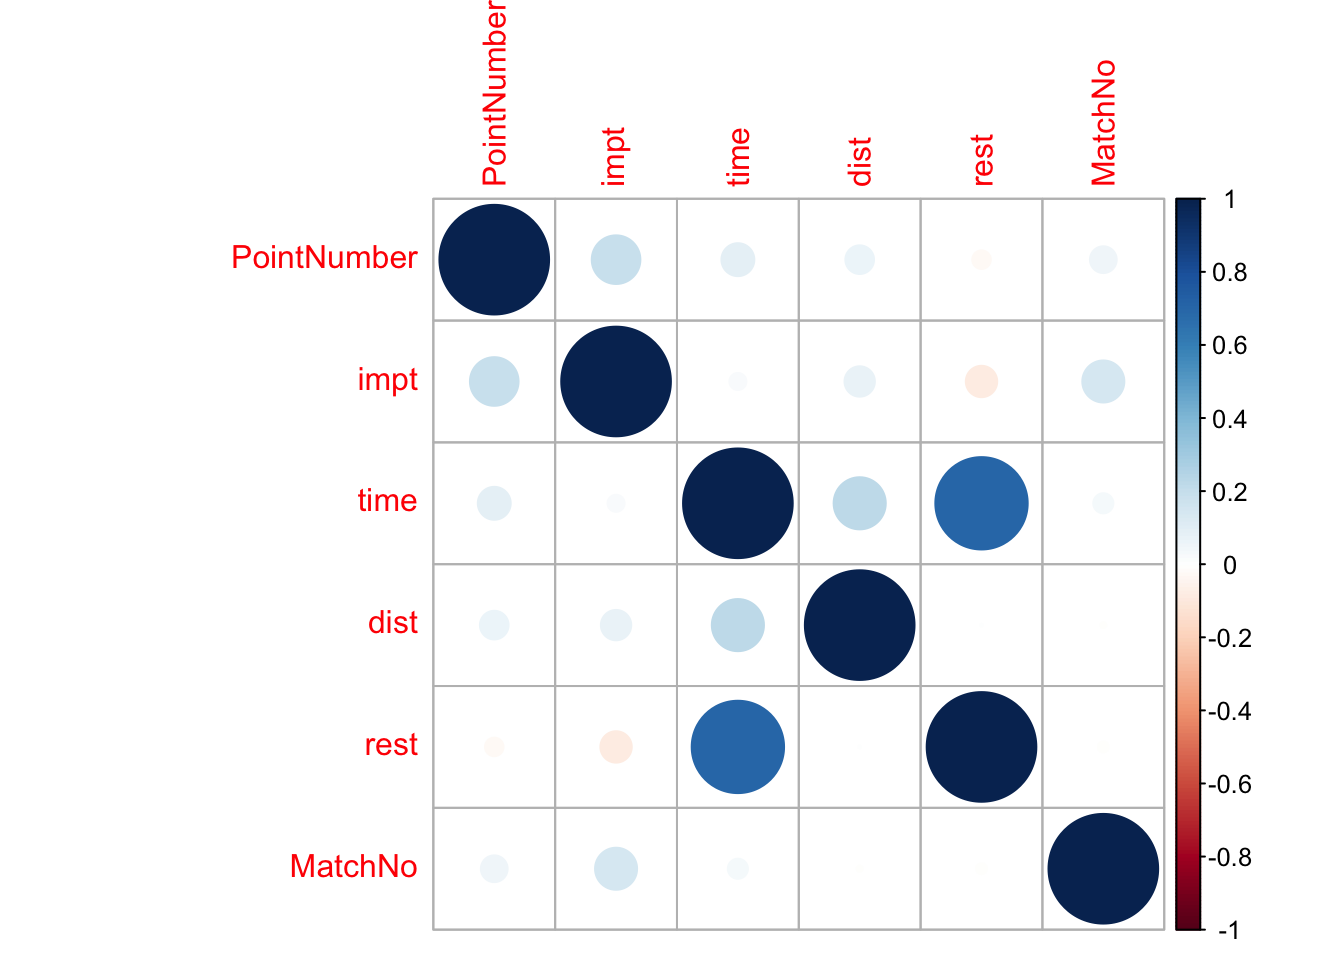 PointNumber
impt
time
dist
rest
MatchNo
PointNumber
impt
time
dist
rest
MatchNo
1
0.8
0.6
0.4
0.2
0
-0.2
-0.4
-0.6
-0.8
-1